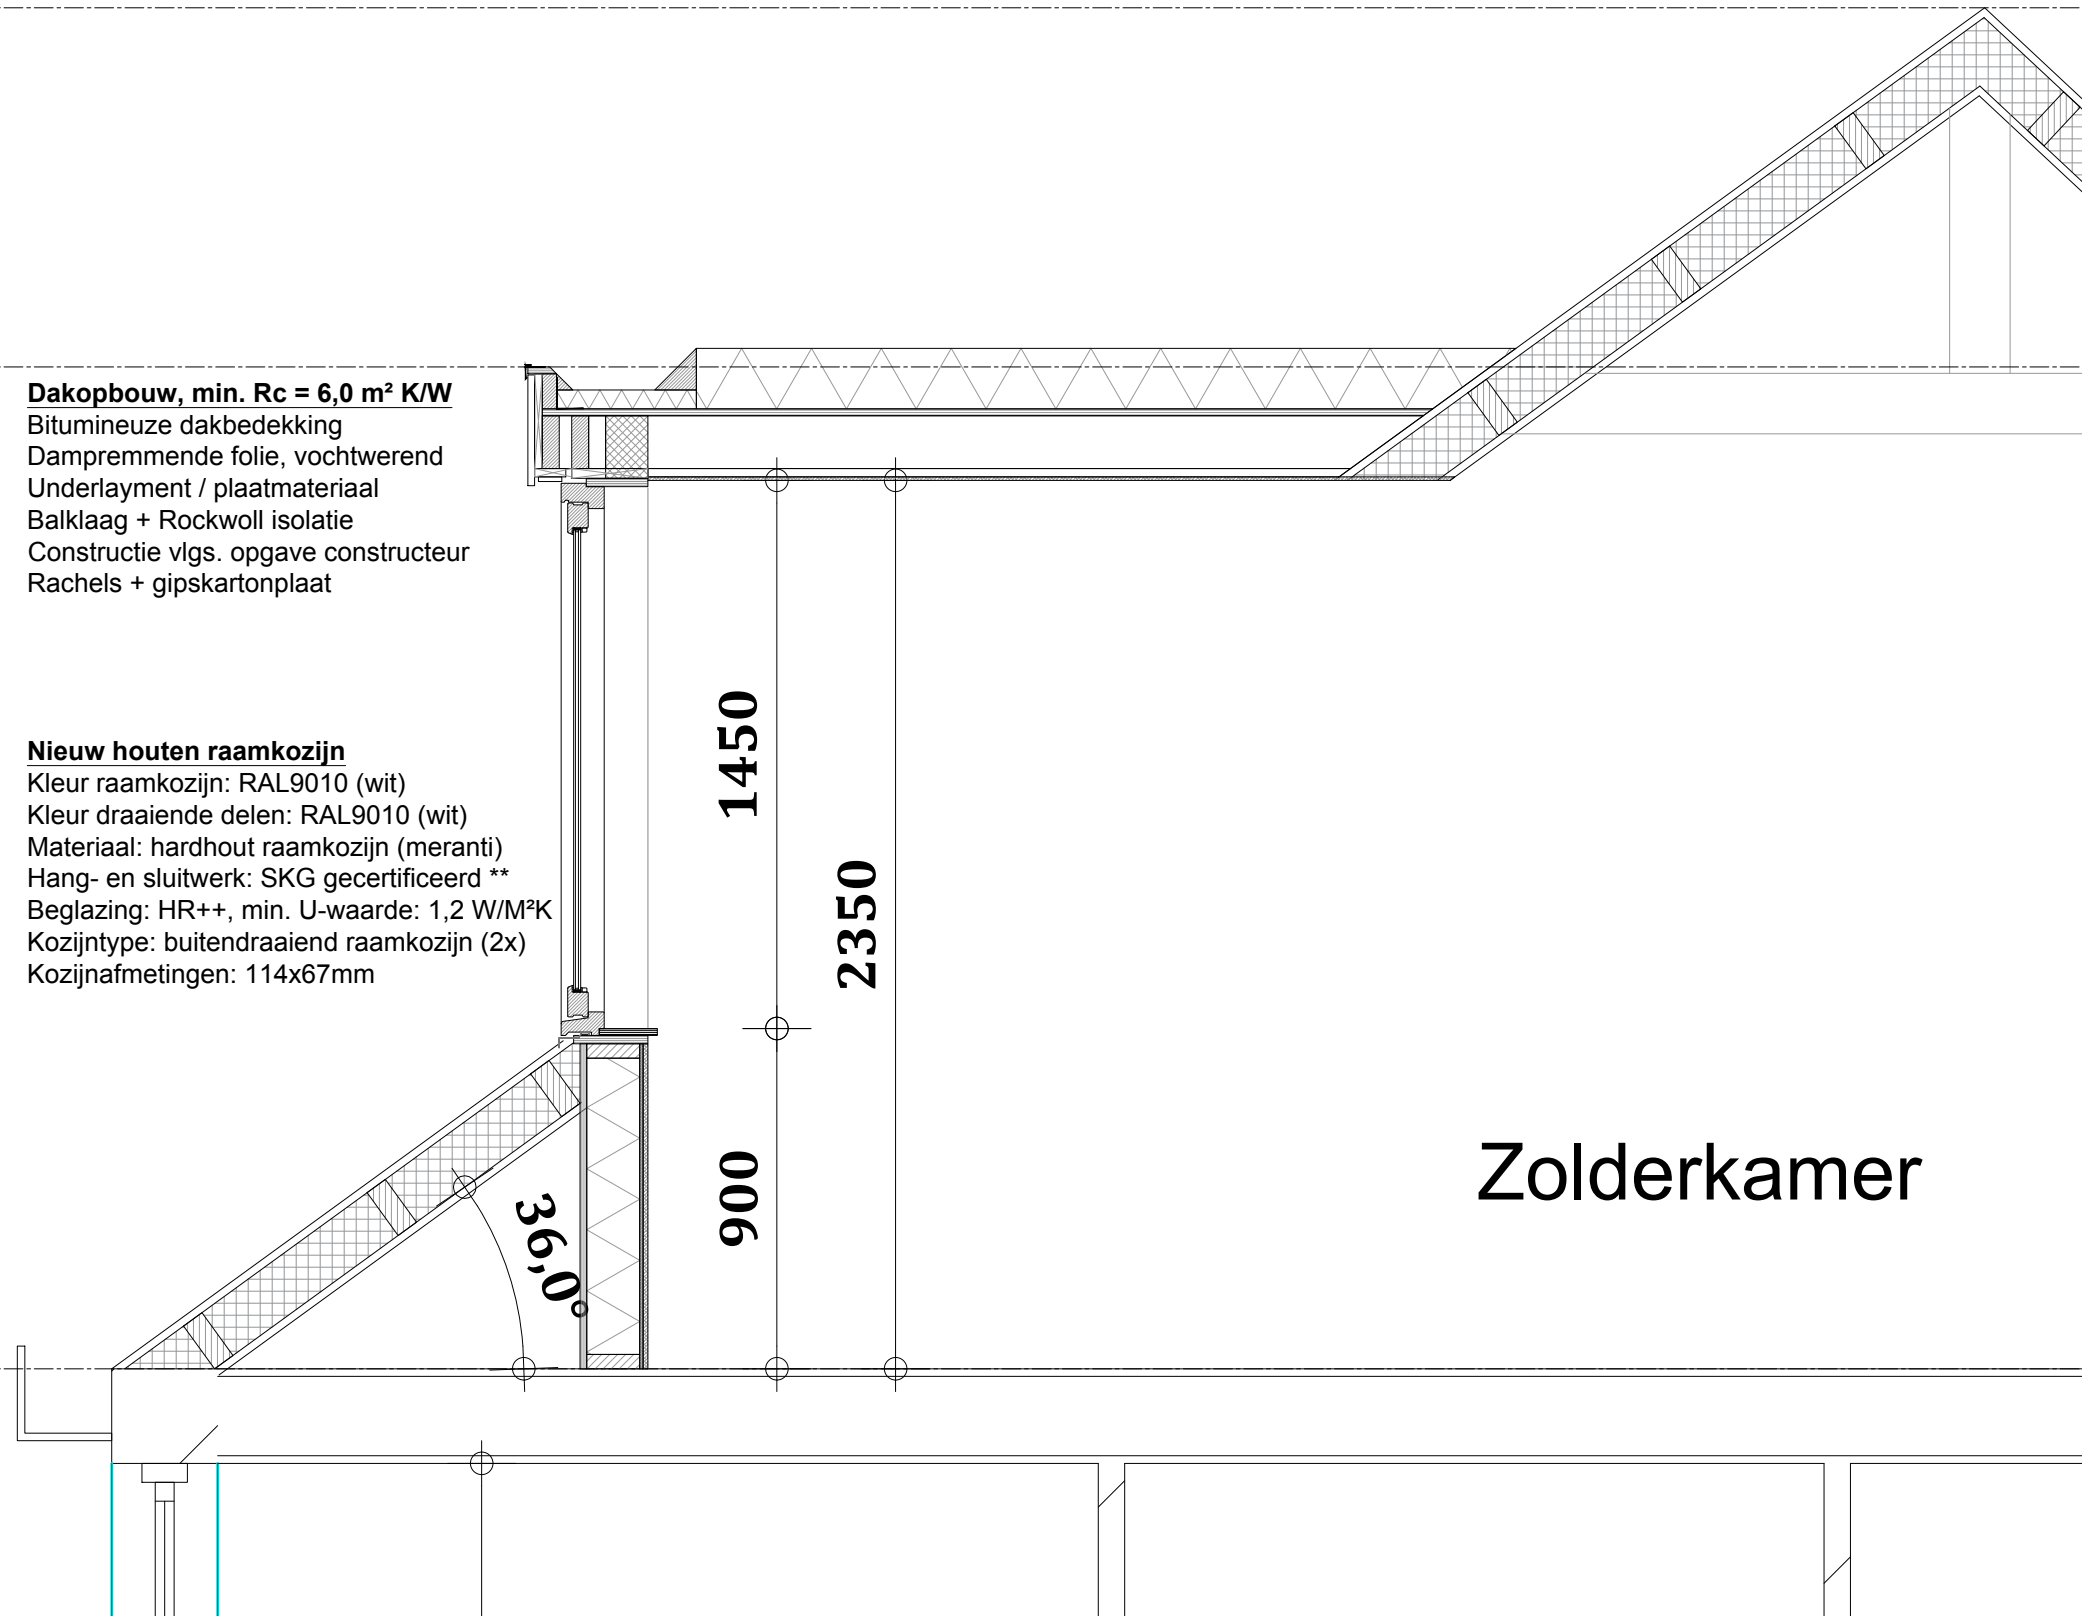 Dakopbouw, min. Rc = 6,0 m² K/W
Bitumineuze dakbedekking
Dampremmende folie, vochtwerend
Underlayment / plaatmateriaal
Balklaag + Rockwoll isolatie
Constructie vlgs. opgave constructeur
Rachels + gipskartonplaat
Nieuw houten raamkozijn
Kleur raamkozijn: RAL9010 (wit)
Kleur draaiende delen: RAL9010 (wit)
Materiaal: hardhout raamkozijn (meranti)
Hang- en sluitwerk: SKG gecertificeerd **
Beglazing: HR++, min. U-waarde: 1,2 W/M²K
Kozijntype: buitendraaiend raamkozijn (2x)
Kozijnafmetingen: 114x67mm
1450
2350
900
36,0°
Zolderkamer